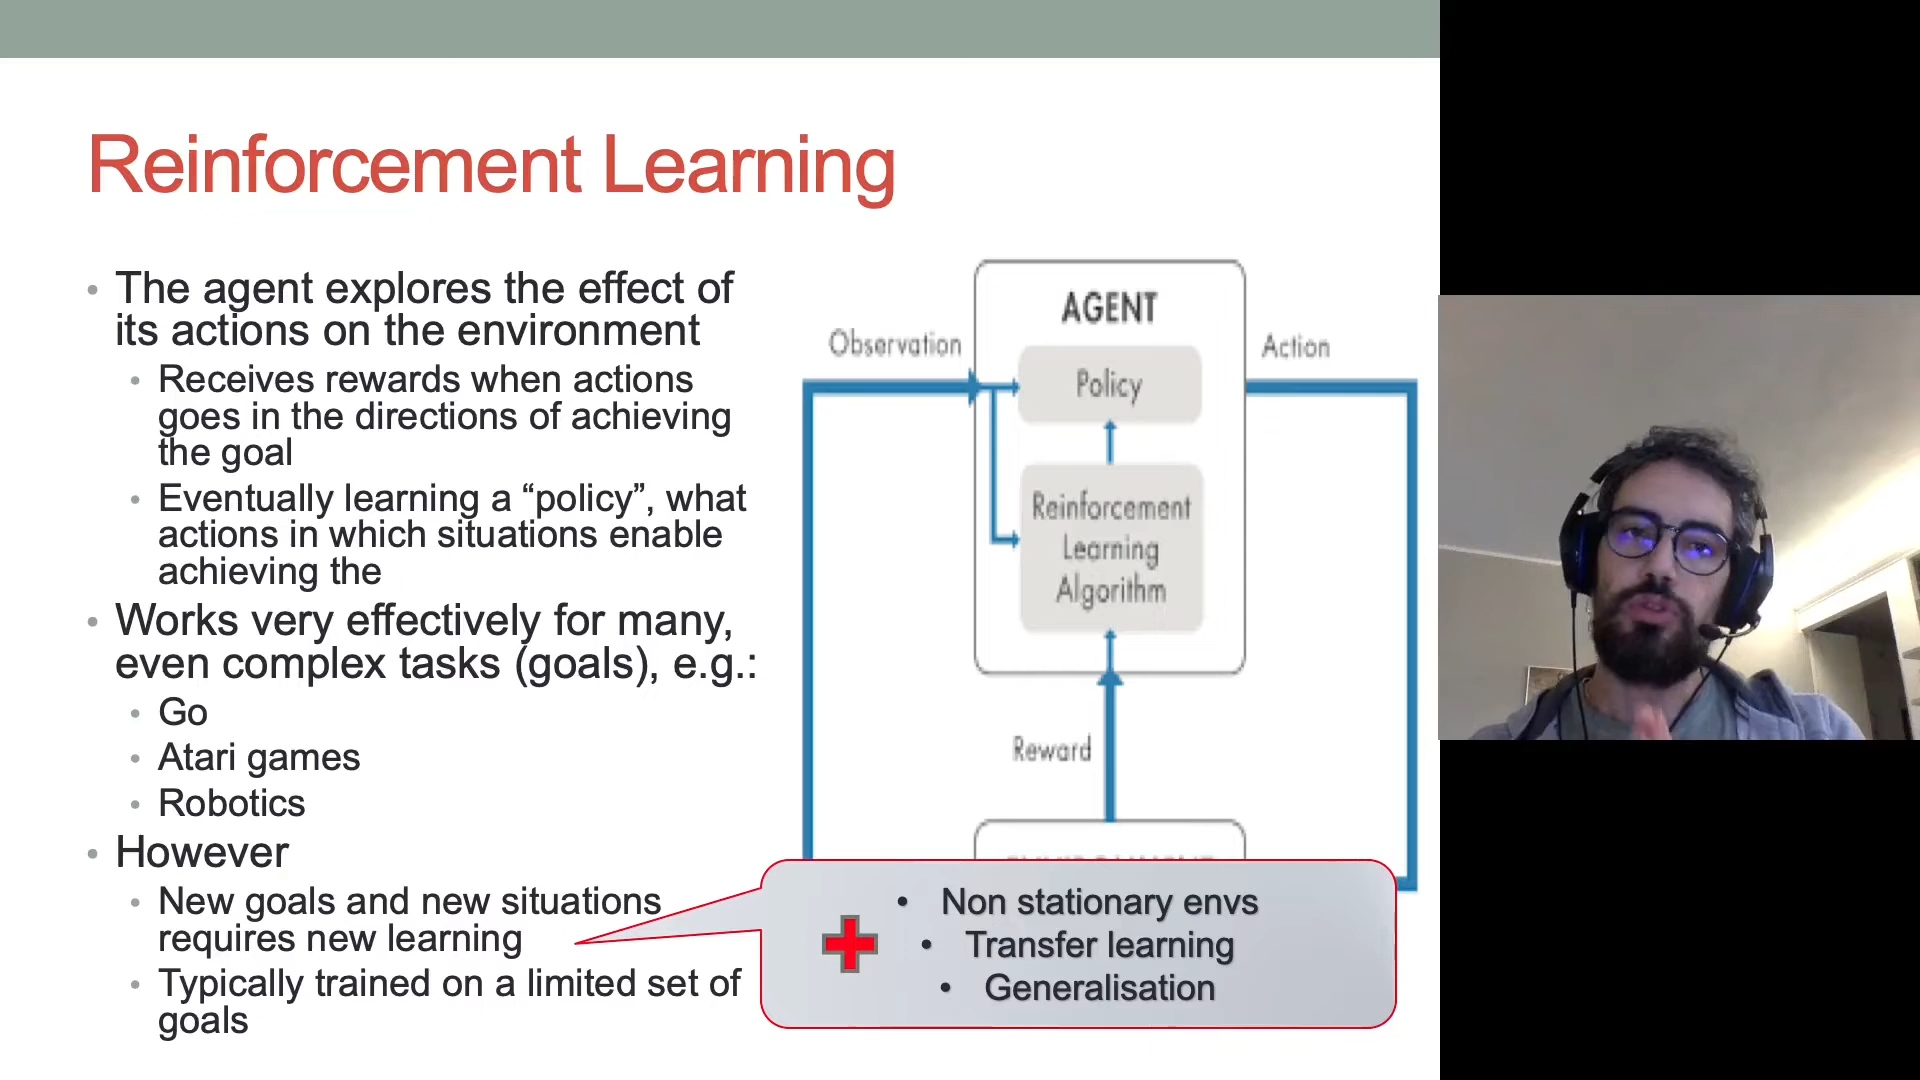 Reinforcement Learning
• The agent explores the effect of
its actions on the environment
• Receives rewards when actions
goes in the directions of achieving
the goal
• Eventually learning a “policy”, what
actions in which situations enable
achieving the
• Works very effectively for many,
even complex tasks (goals), e.g.:
• Go
• Atari games
• Robotics
• However
• New goals and new situations
requires new learning
• Typically trained on a limited set of
goals
AGENT
Observation
Action
Policy
Reinforcement
Learning
Algorithm
Reward
• Non stationary envs
• Transfer learning
• Generalisation